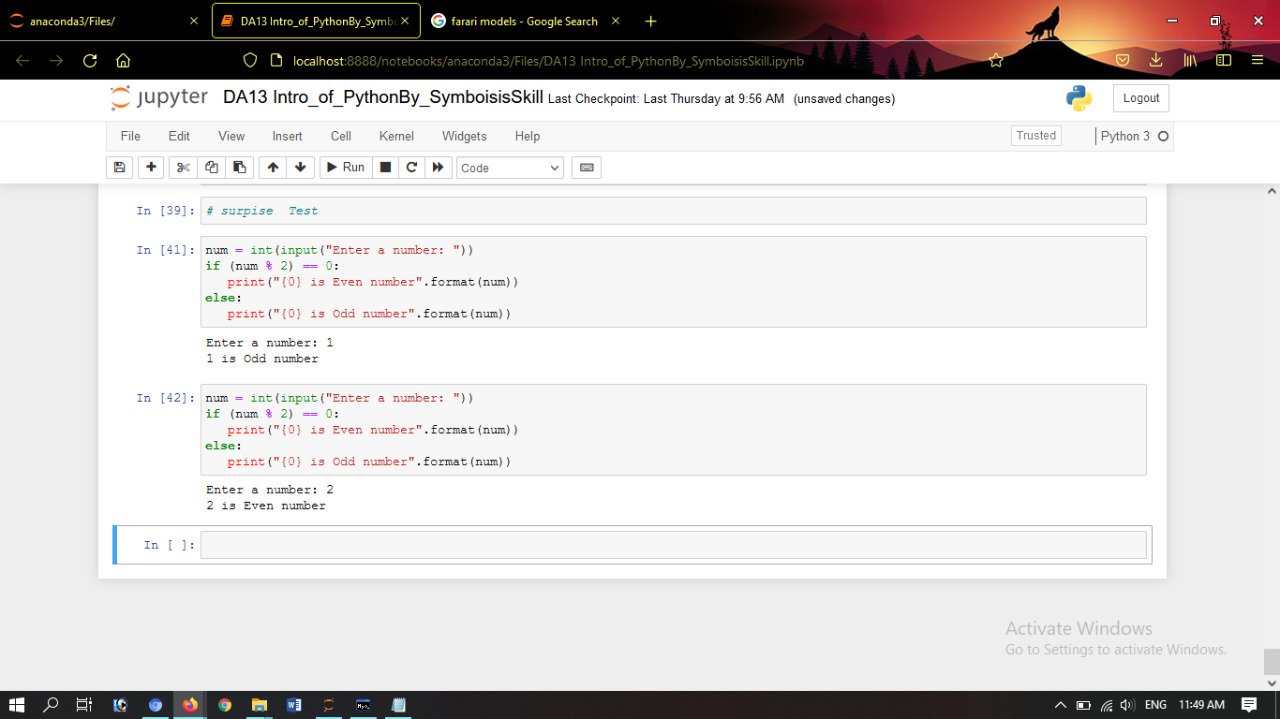 anaconda3/Files/
DA13 Intro_of_PythonBy_Symbo
farari models - Google Search
localhost:8888/notebooks/anaconda3/Files/DA13 Intro_of_PythonBy_SymboisisSkill.ipynb
jupyter DA13 Intro_of_PythonBy_SymboisisSkill Last Checkpoint: Last Thursday at 9:56 AM (unsaved changes)
Logout
File Edit View Insert Cell Kernel Widgets Help
Trusted
Python 3
Run
Code
In [39]: # surpise  Test
In [41]: num = int(input("Enter a number: "))
if (num % 2) == 0:
   print("{0} is Even number".format(num))
else:
   print("{0} is Odd number".format(num))
Enter a number: 1
1 is Odd number
In [42]: num = int(input("Enter a number: "))
if (num % 2) == 0:
   print("{0} is Even number".format(num))
else:
   print("{0} is Odd number".format(num))
Enter a number: 2
2 is Even number
In [ ]:
Activate Windows
Go to Settings to activate Windows.
ENG
11:49 AM